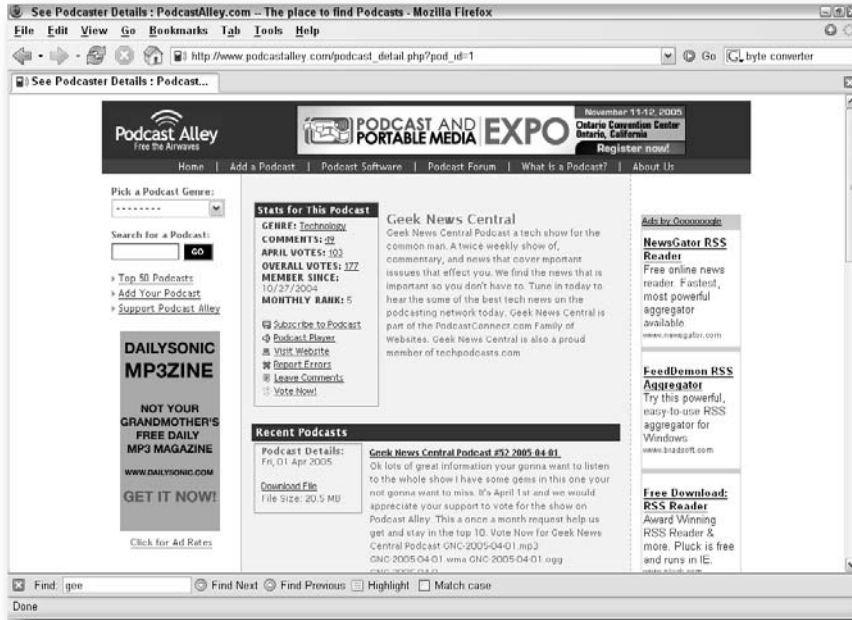 See Podcaster Details : PodcastAlley.com -- The place to find Podcasts - Mozilla Firefox
File Edit View Go Bookmarks Tab Tools Help
http://www.podcastalley.com/podcast_detail.php?pod_id=1
Go
byte converter
See Podcaster Details : Podcast...
Podcast Alley
Free the Airwaves
PODCAST AND
PORTABLE MEDIA
EXPO
November 11-12, 2005
Ontario Convention Center
Ontario, California
Register now!
Home | Add a Podcast | Podcast Software | Podcast Forum | What is a Podcast? | About Us
Pick a Podcast Genre:
--------
Search for a Podcast:
GO
Top 50 Podcasts
Add Your Podcast
Support Podcast Alley
DAILYSONIC
MP3ZINE
NOT YOUR
GRANDMOTHER'S
FREE DAILY
MP3 MAGAZINE
WWW.DAILYSONIC.COM
GET IT NOW!
Click for Ad Rates
Stats for This Podcast
GENRE: Technology
COMMENTS: 49
APRIL VOTES: 103
OVERALL VOTES: 177
MEMBER SINCE:
10/27/2004
MONTHLY RANK: 5
Subscribe to Podcast
Podcast Player
Visit Website
Report Errors
Leave Comments
Vote Now!
Geek News Central
Geek News Central Podcast a tech show for the
common man. A twice weekly show of,
commentary, and news that cover mportant
isssues that effect you. We find the news that is
important so you don't have to. Tune in today to
hear the some of the best tech news on the
podcasting network today. Geek News Central is
part of the PodcastConnect.com Family of
Websites. Geek News Central is also a proud
member of techpodcasts.com
Recent Podcasts
Podcast Details:
Fri, 01 Apr 2005
Download File
File Size: 20.5 MB
Geek News Central Podcast #52 2005-04-01
Ok lots of great information your gonna want to listen
to the whole show I have some gems in this one your
not gonna want to miss. It's April 1st and we would
appreciate your support to vote for the show on
Podcast Alley. This a once a month request help us
get and stay in the top 10. Vote Now for Geek News
Central Podcast GNC-2005-04-01.mp3
GNC-2005-04-01.wma GNC-2005-04-01.ogg
Ads by Goooooogle
NewsGator RSS
Reader
Free online news
reader. Fastest,
most powerful
aggregator
available.
www.newsgator.com
FeedDemon RSS
Aggregator
Try this powerful,
easy-to-use RSS
aggregator for
Windows
www.bradsoft.com
Free Download:
RSS Reader
Award Winning
RSS Reader &
more. Pluck is free
and runs in IE.
Find: gee
Find Next Find Previous Highlight Match case
Done